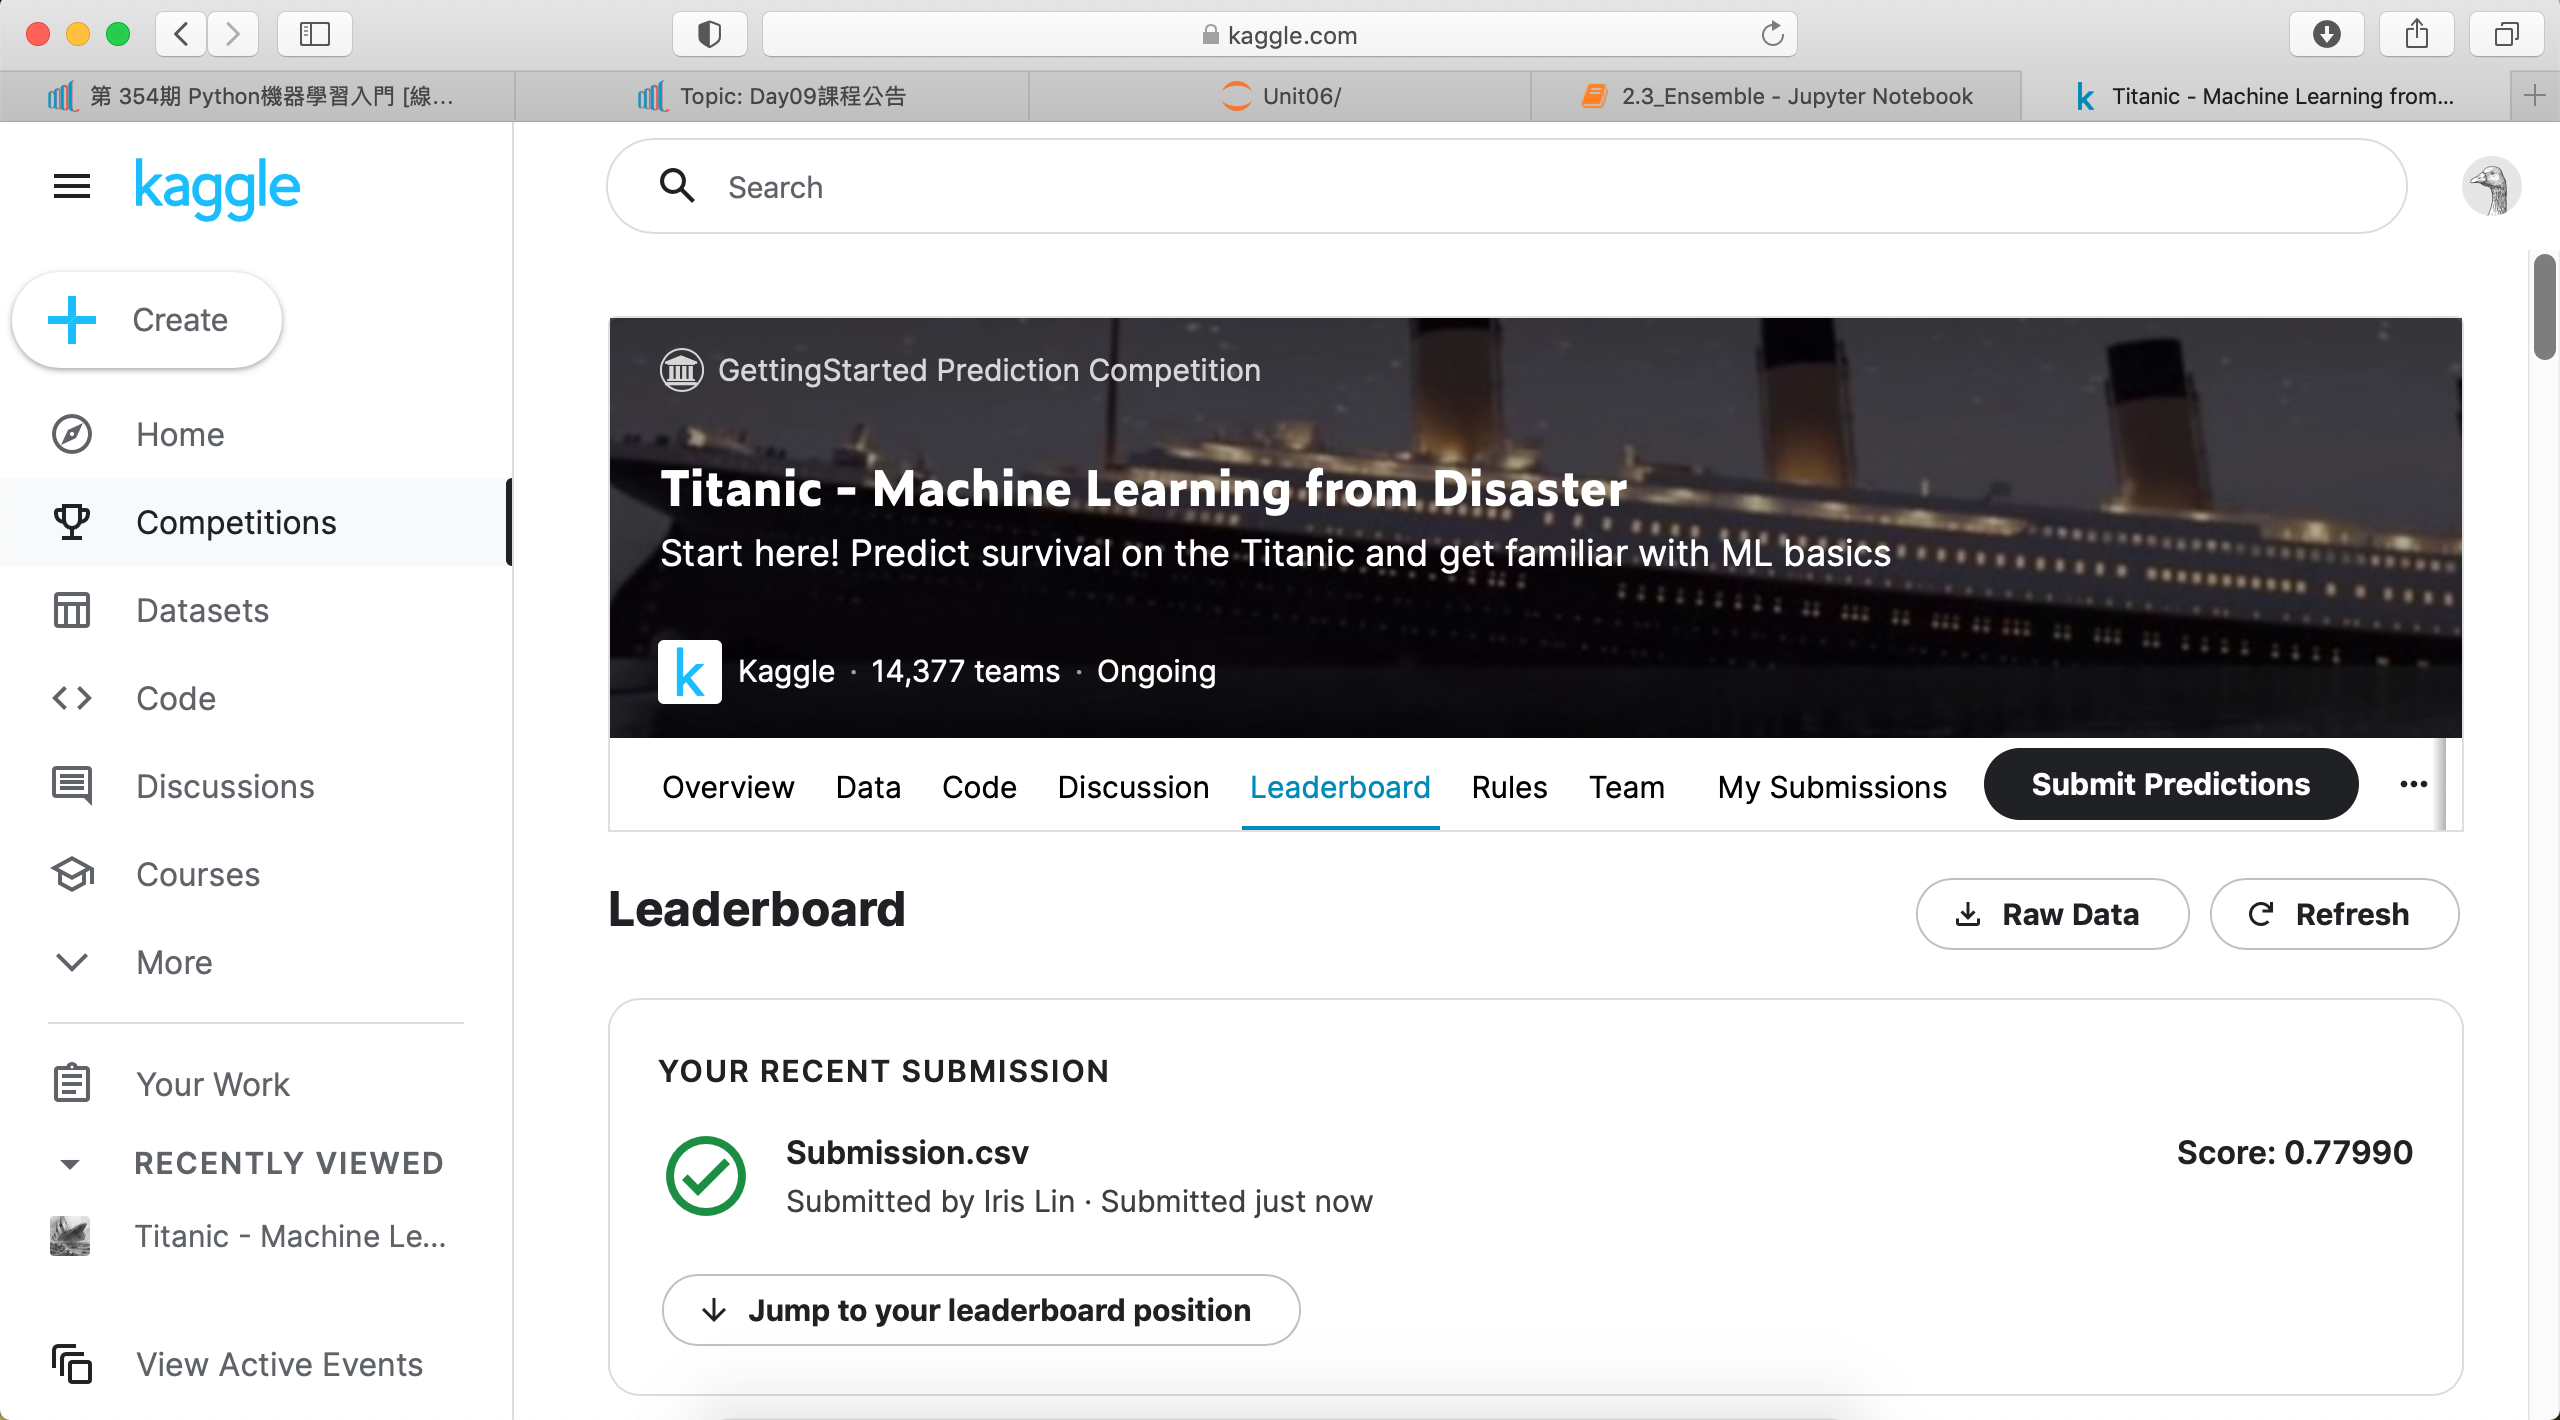 kaggle.com
第 354期 Python機器學習入門 [線...
Topic: Day09課程公告
Unit06/
2.3_Ensemble - Jupyter Notebook
k Titanic - Machine Learning from...
kaggle
Search
Create
Home
Competitions
Datasets
Code
Discussions
Courses
More
Your Work
RECENTLY VIEWED
Titanic - Machine Le...
View Active Events
GettingStarted Prediction Competition
Titanic - Machine Learning from Disaster
Start here! Predict survival on the Titanic and get familiar with ML basics
k Kaggle · 14,377 teams · Ongoing
Overview Data Code Discussion Leaderboard Rules Team My Submissions Submit Predictions ...
Leaderboard
Raw Data
Refresh
YOUR RECENT SUBMISSION
Submission.csv
Score: 0.77990
Submitted by Iris Lin · Submitted just now
Jump to your leaderboard position